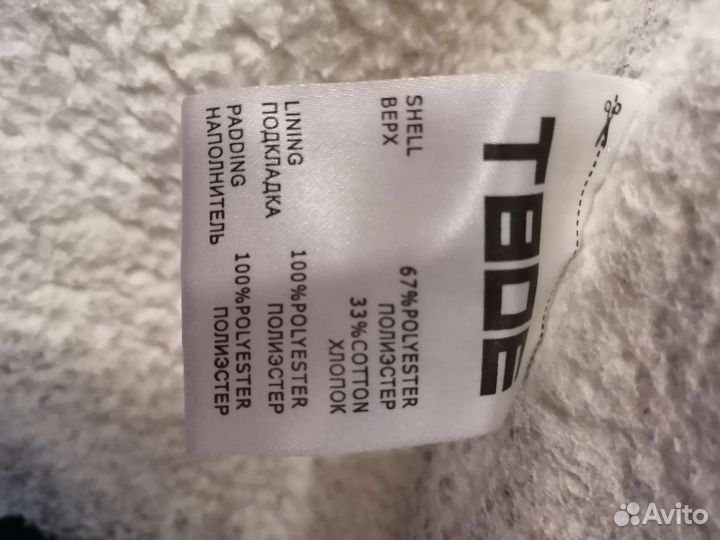 TBDE
SHELL 67%POLYESTER
ВЕРХ ПОЛИЭСТЕР
33%COTTON
ХЛОПОК
LINING 100%POLYESTER
ПОДКЛАДКА ПОЛИЭСТЕР
PADDING 100%POLYESTER
НАПОЛНИТЕЛЬ ПОЛИЭСТЕР
Avito